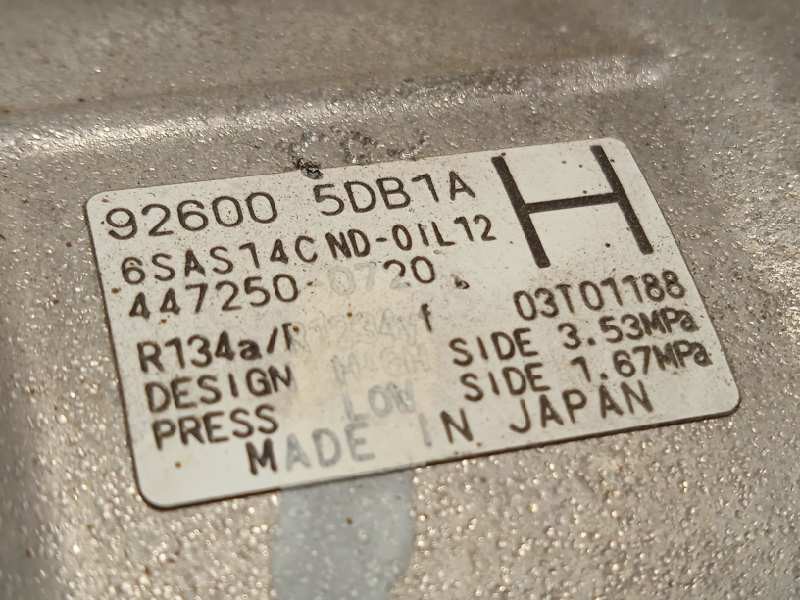 92600 5DB1A H
6SAS14C ND-OIL12
447250 0720
R134a/R1234yf 03T01188
DESIGN HIGH SIDE 3.53MPa
PRESS LOW SIDE 1.67MPa
MADE IN JAPAN